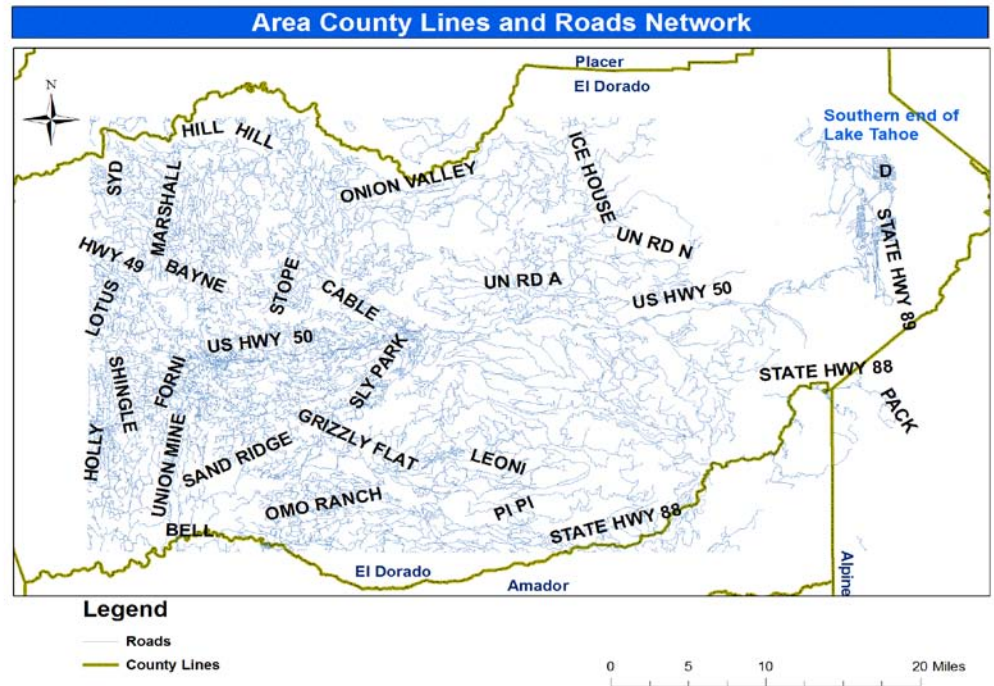 Area County Lines and Roads Network
Placer
El Dorado
N
Southern end of
Lake Tahoe
HILL HILL
SYD
MARSHALL
ONION VALLEY
ICE HOUSE
D
HWY 49
BAYNE
STOPE
CABLE
UN RD A
UN RD N
US HWY 50
STATE HWY 89
LOTUS
US HWY 50
SHINGLE
FORNI
SLY PARK
STATE HWY 88
PACK
HOLLY
UNION MINE
SAND RIDGE
GRIZZLY FLAT
LEONI
OMO RANCH
PI PI
BELL
STATE HWY 88
El Dorado
Amador
Alpine
Legend
Roads
County Lines
0 5 10 20 Miles